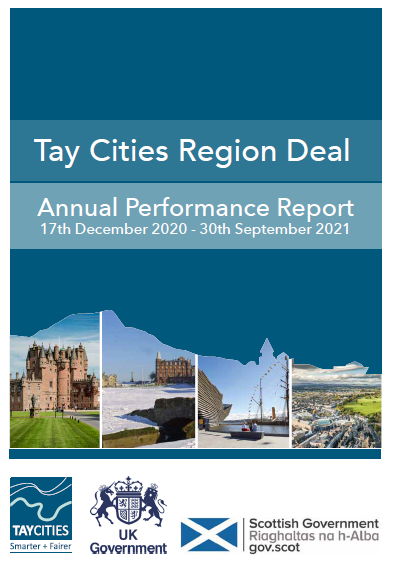 Tay Cities Region Deal
Annual Performance Report
17th December 2020 - 30th September 2021
TAYCITIES
Smarter + Fairer
UK
Government
Scottish Government
Riaghaltas na h-Alba
gov.scot